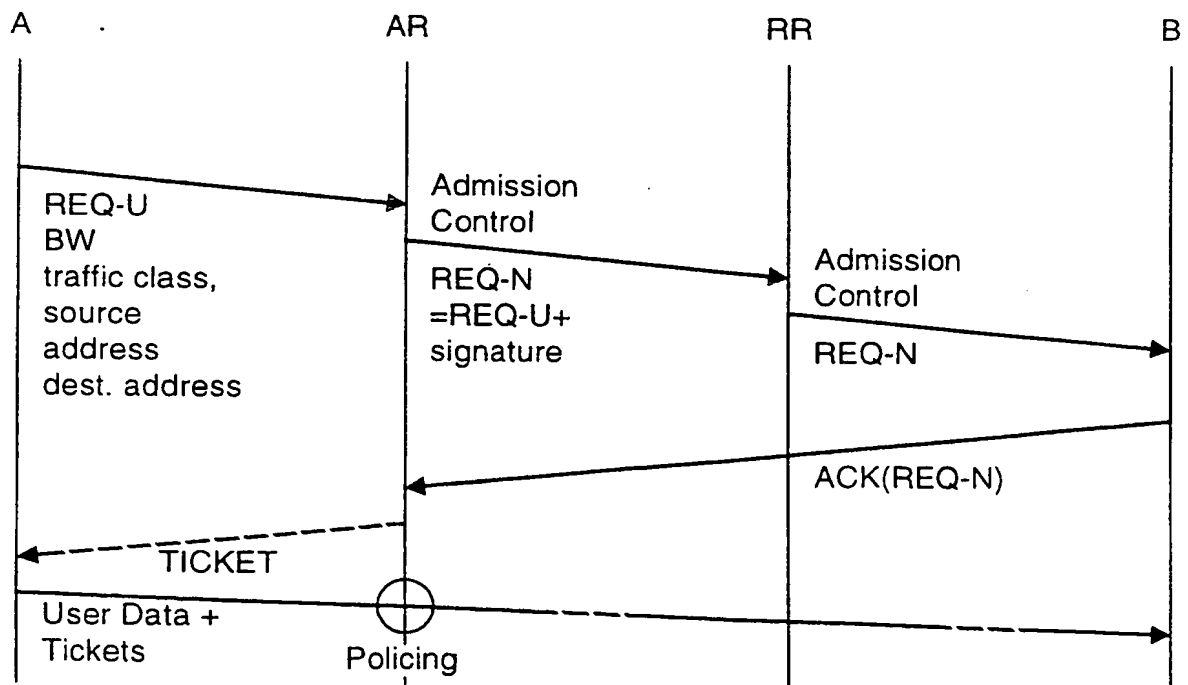 A
AR
RR
B
REQ-U
BW
traffic class,
source
address
dest. address
Admission
Control
REQ-N
=REQ-U+
signature
Admission
Control
REQ-N
ACK(REQ-N)
TICKET
User Data +
Tickets
Policing